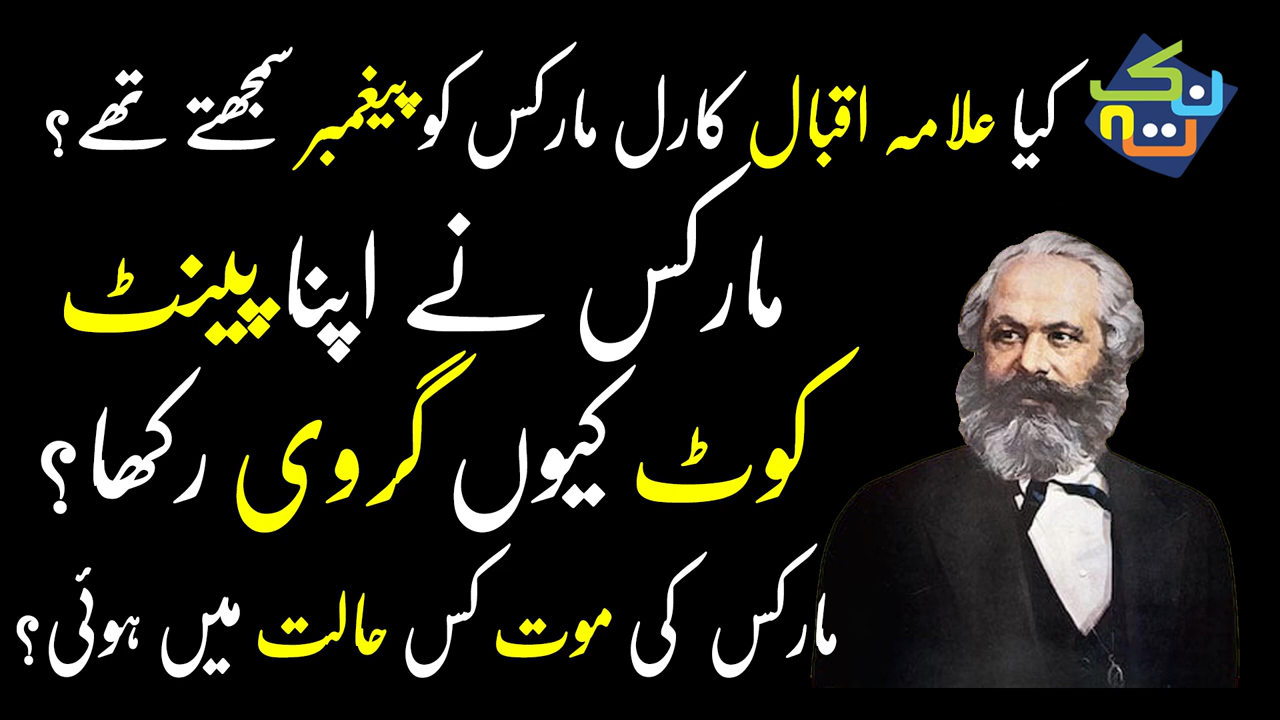 کیا علامہ اقبال کارل مارکس کو پیغمبر سمجھتے تھے؟
نکتہ
مارکس نے اپنا پینٹ
کوٹ کیوں گروی رکھا؟
مارکس کی موت کس حالت میں ہوئی؟